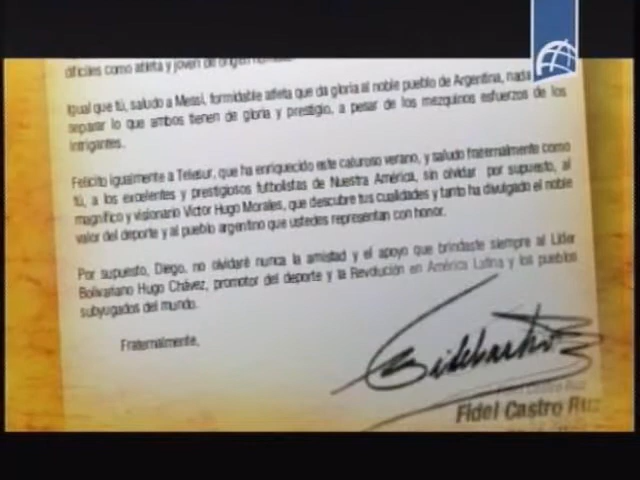 difíciles como atleta y joven de origen
Igual que tú, saludo a Messi, formidable atleta que da gloria al noble pueblo de Argentina, nada
separar lo que ambos tienen de gloria y prestigio, a pesar de los mezquinos esfuerzos de los
intrigantes.
Felicito igualmente a Telesur, que ha enriquecido este caluroso verano, y saludo fraternalmente como
tú, a los excelentes y prestigiosos futbolistas de Nuestra América, sin olvidar por supuesto, al
magnífico y visionario Víctor Hugo Morales, que descubre tus cualidades y tanto ha divulgado el noble
valor del deporte y al pueblo argentino que ustedes representan con honor.
Por supuesto, Diego, no olvidaré nunca la amistad y el apoyo que brindaste siempre al Líder
Bolivariano Hugo Chávez, promotor del deporte y la Revolución en América Latina y los pueblos
subyugados del mundo.
Fraternalmente,
Fidel Castro Ruz
Fidel Castro Ruz